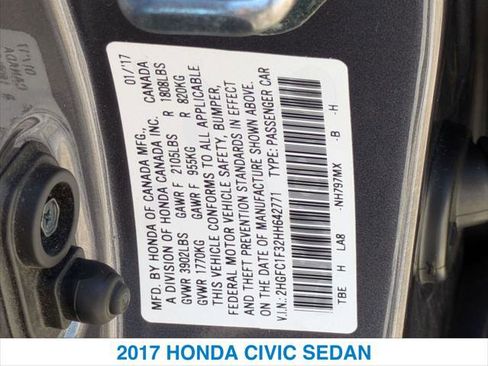 MFD. BY HONDA OF CANADA MFG. 01/'17
A DIVISION OF HONDA CANADA INC. CANADA
GVWR 3902LBS GAWR F 2105LBS R 1808LBS
GVWR 1770KG GAWR F 955KG R 820KG
THIS VEHICLE CONFORMS TO ALL APPLICABLE
FEDERAL MOTOR VEHICLE SAFETY, BUMPER,
AND THEFT PREVENTION STANDARDS IN EFFECT
ON THE DATE OF MANUFACTURE SHOWN ABOVE.
V.I.N.: 2HGFC1F32HH642771 TYPE: PASSENGER CAR
TBE H LA8 -NH797MX -B -H
2017 HONDA CIVIC SEDAN